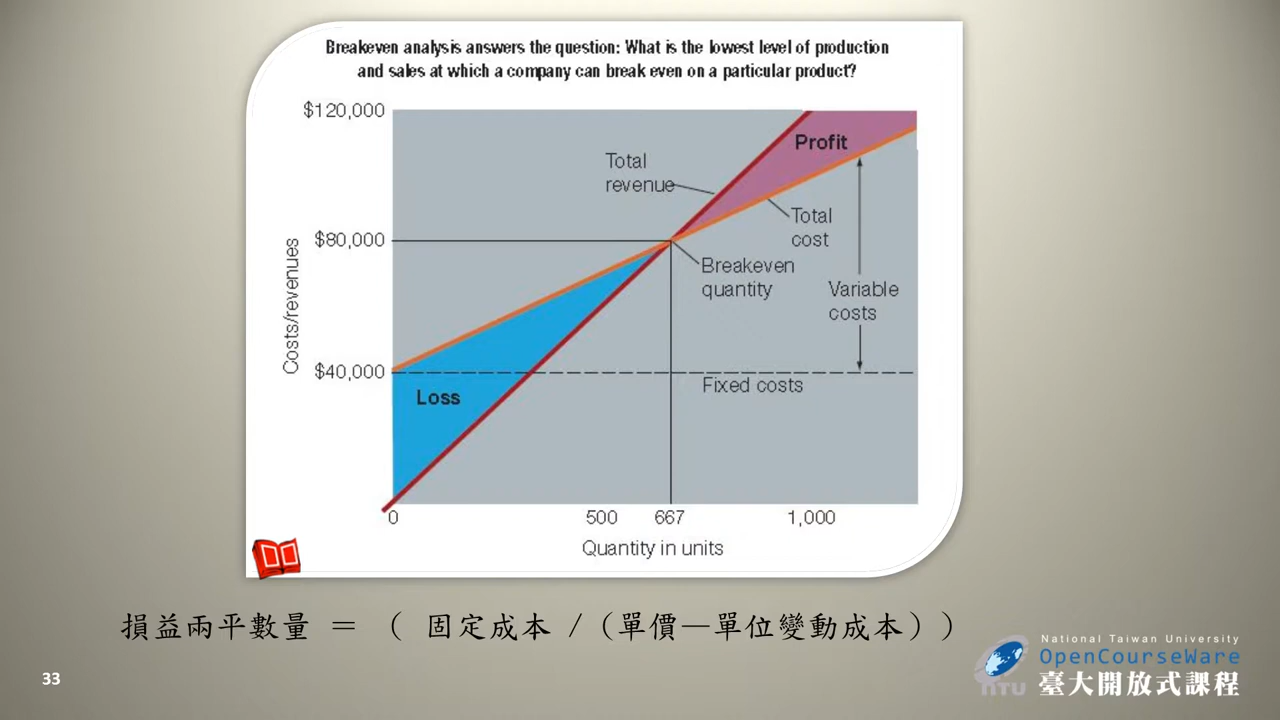 Breakeven analysis answers the question: What is the lowest level of production
and sales at which a company can break even on a particular product?
$120,000
Profit
Total
revenue
Total
cost
$80,000
Breakeven
quantity
Variable
costs
Costs/revenues
$40,000
Fixed costs
Loss
0
500
667
1,000
Quantity in units
損益兩平數量 ＝ （ 固定成本 /（單價—單位變動成本））
National Taiwan University
OpenCourseWare
臺大開放式課程
NTU
33